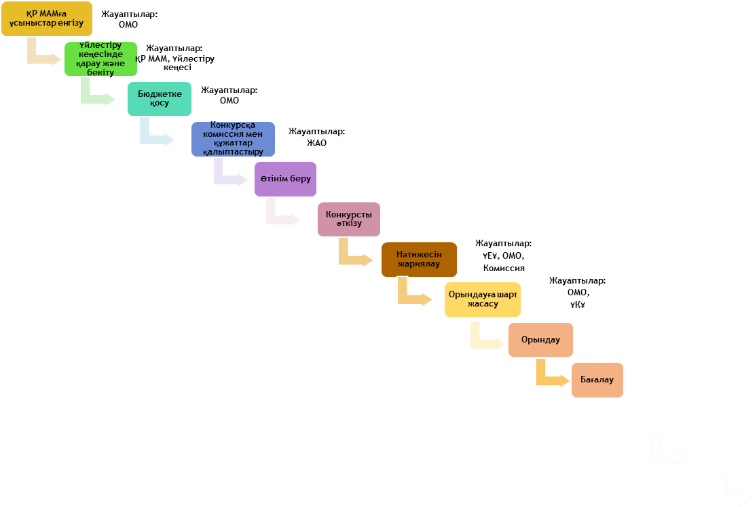 ҚР МАМға
ұсыныстар енгізу
Жауаптылар:
ОМО
Үйлестіру
кеңесінде
қарау және
бекіту
Жауаптылар:
ҚР МАМ, Үйлестіру
кеңесі
Бюджетке
қосу
Жауаптылар:
ОМО
Конкурсқа
комиссия мен
құжаттар
қалыптастыру
Жауаптылар:
ЖАО
Өтінім беру
Конкурсты
өткізу
Нәтижесін
жариялау
Жауаптылар:
ҮЕҰ, ОМО,
Комиссия
Орындауға шарт
жасасу
Жауаптылар:
ОМО,
ҮКҰ
Орындау
Бағалау